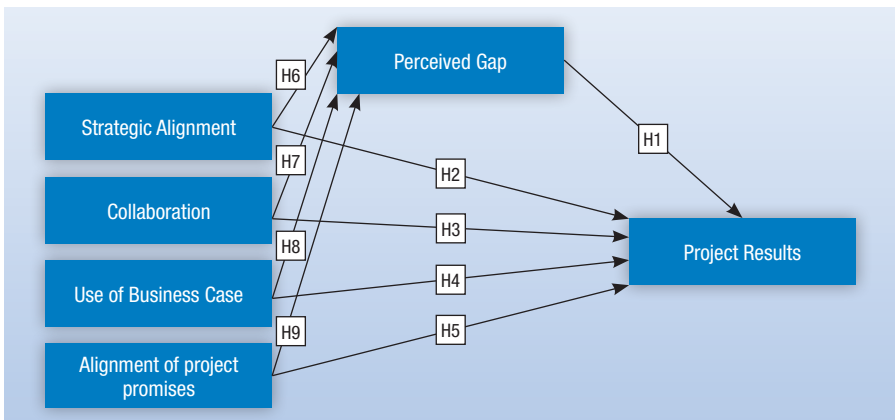 Perceived Gap
H6
Strategic Alignment
H1
H7
H2
Collaboration
H3
H8
Project Results
H4
Use of Business Case
H9
H5
Alignment of project
promises